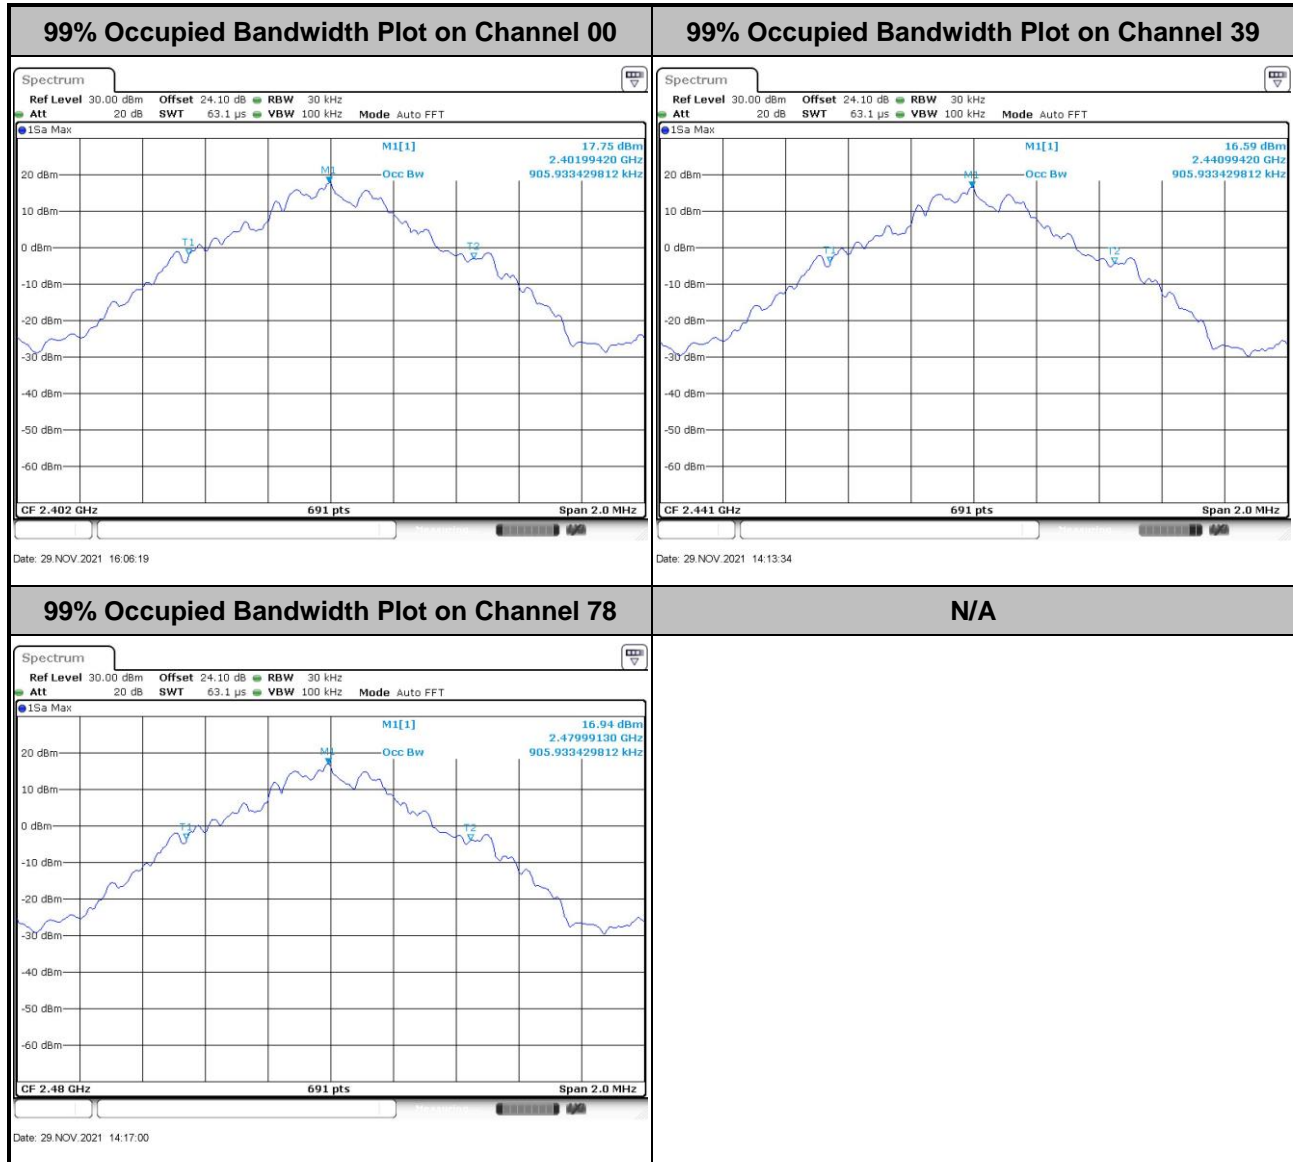 99% Occupied Bandwidth Plot on Channel 00
99% Occupied Bandwidth Plot on Channel 39
Spectrum
Ref Level 30.00 dBm Offset 24.10 dB RBW 30 kHz
Att 20 dB SWT 63.1 µs VBW 100 kHz Mode Auto FFT
1Sa Max
M1[1] 17.75 dBm
2.40199420 GHz
Occ Bw 905.933429812 kHz
M1
T1
T2
20 dBm
10 dBm
0 dBm
-10 dBm
-20 dBm
-30 dBm
-40 dBm
-50 dBm
-60 dBm
CF 2.402 GHz 691 pts Span 2.0 MHz
Date: 29.NOV.2021 16:06:19
Spectrum
Ref Level 30.00 dBm Offset 24.10 dB RBW 30 kHz
Att 20 dB SWT 63.1 µs VBW 100 kHz Mode Auto FFT
1Sa Max
M1[1] 16.59 dBm
2.44099420 GHz
Occ Bw 905.933429812 kHz
M1
T1
T2
20 dBm
10 dBm
0 dBm
-10 dBm
-20 dBm
-30 dBm
-40 dBm
-50 dBm
-60 dBm
CF 2.441 GHz 691 pts Span 2.0 MHz
Date: 29.NOV.2021 14:13:34
99% Occupied Bandwidth Plot on Channel 78
N/A
Spectrum
Ref Level 30.00 dBm Offset 24.10 dB RBW 30 kHz
Att 20 dB SWT 63.1 µs VBW 100 kHz Mode Auto FFT
1Sa Max
M1[1] 16.94 dBm
2.47999130 GHz
Occ Bw 905.933429812 kHz
M1
T1
T2
20 dBm
10 dBm
0 dBm
-10 dBm
-20 dBm
-30 dBm
-40 dBm
-50 dBm
-60 dBm
CF 2.48 GHz 691 pts Span 2.0 MHz
Date: 29.NOV.2021 14:17:00